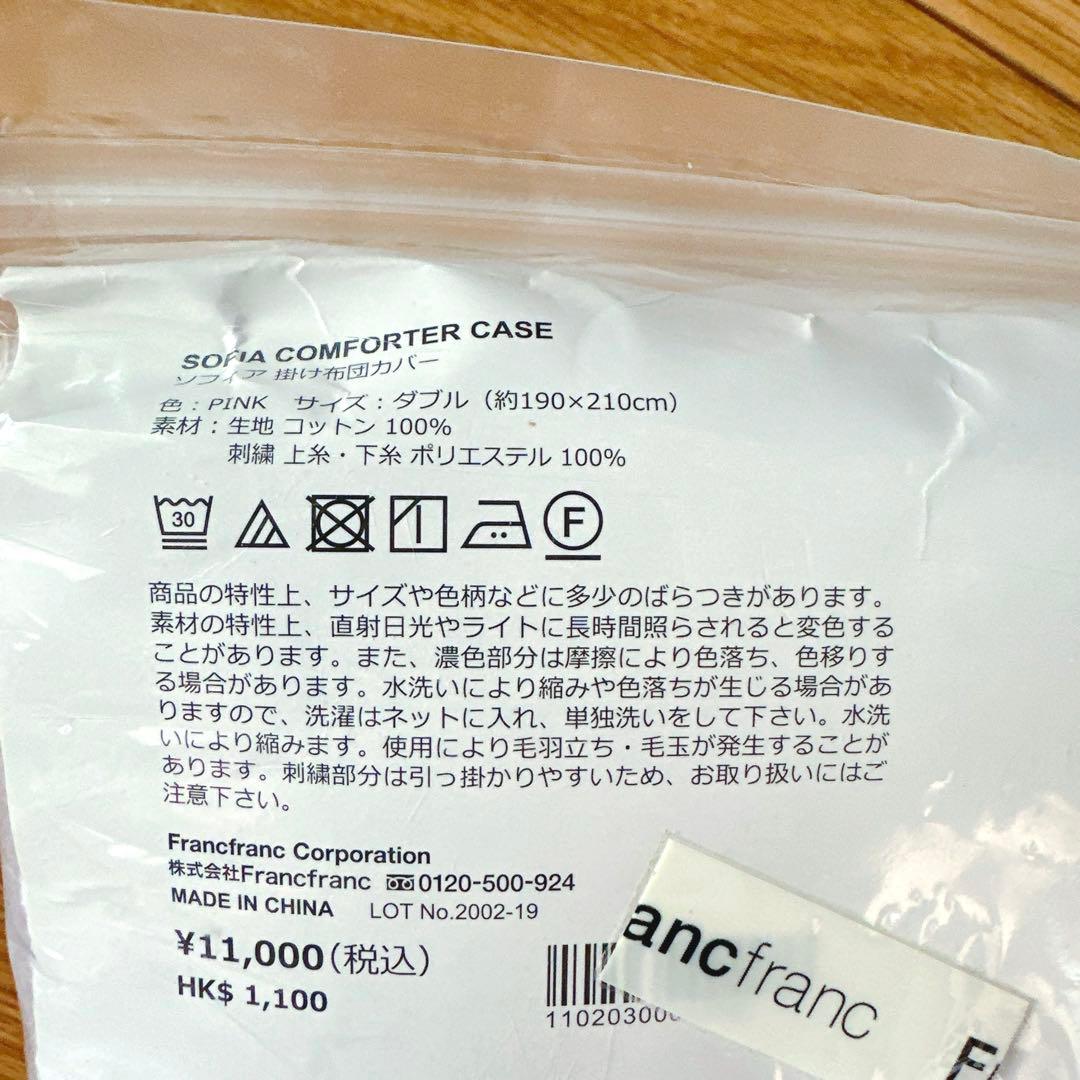 SOFIA COMFORTER CASE
ソフィア 掛け布団カバー
色：PINK サイズ：ダブル（約190×210cm）
素材：生地 コットン 100%
刺繍 上糸・下糸 ポリエステル 100%
30 F
商品の特性上、サイズや色柄などに多少のばらつきがあります。
素材の特性上、直射日光やライトに長時間照らされると変色する
ことがあります。また、濃色部分は摩擦により色落ち、色移りす
る場合があります。水洗いにより縮みや色落ちが生じる場合があ
りますので、洗濯はネットに入れ、単独洗いをして下さい。水洗
いにより縮みます。使用により毛羽立ち・毛玉が発生することが
あります。刺繍部分は引っ掛かりやすいため、お取り扱いにはご
注意下さい。
Francfranc Corporation
株式会社Francfranc 0120-500-924
MADE IN CHINA LOT No.2002-19
¥11,000（税込）
HK$ 1,100
11020300
ancfranc
F